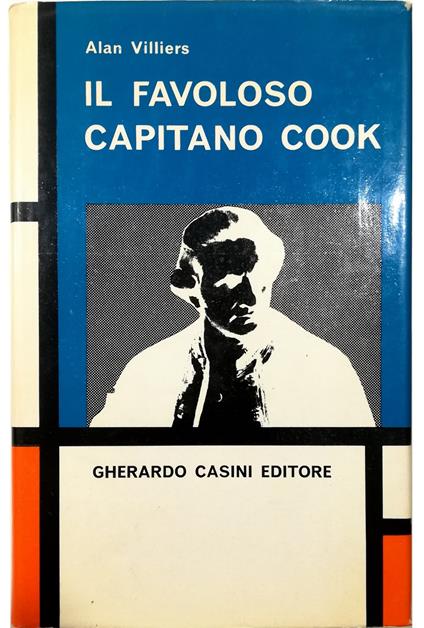 Alan Villiers
IL FAVOLOSO
CAPITANO COOK
GHERARDO CASINI EDITORE